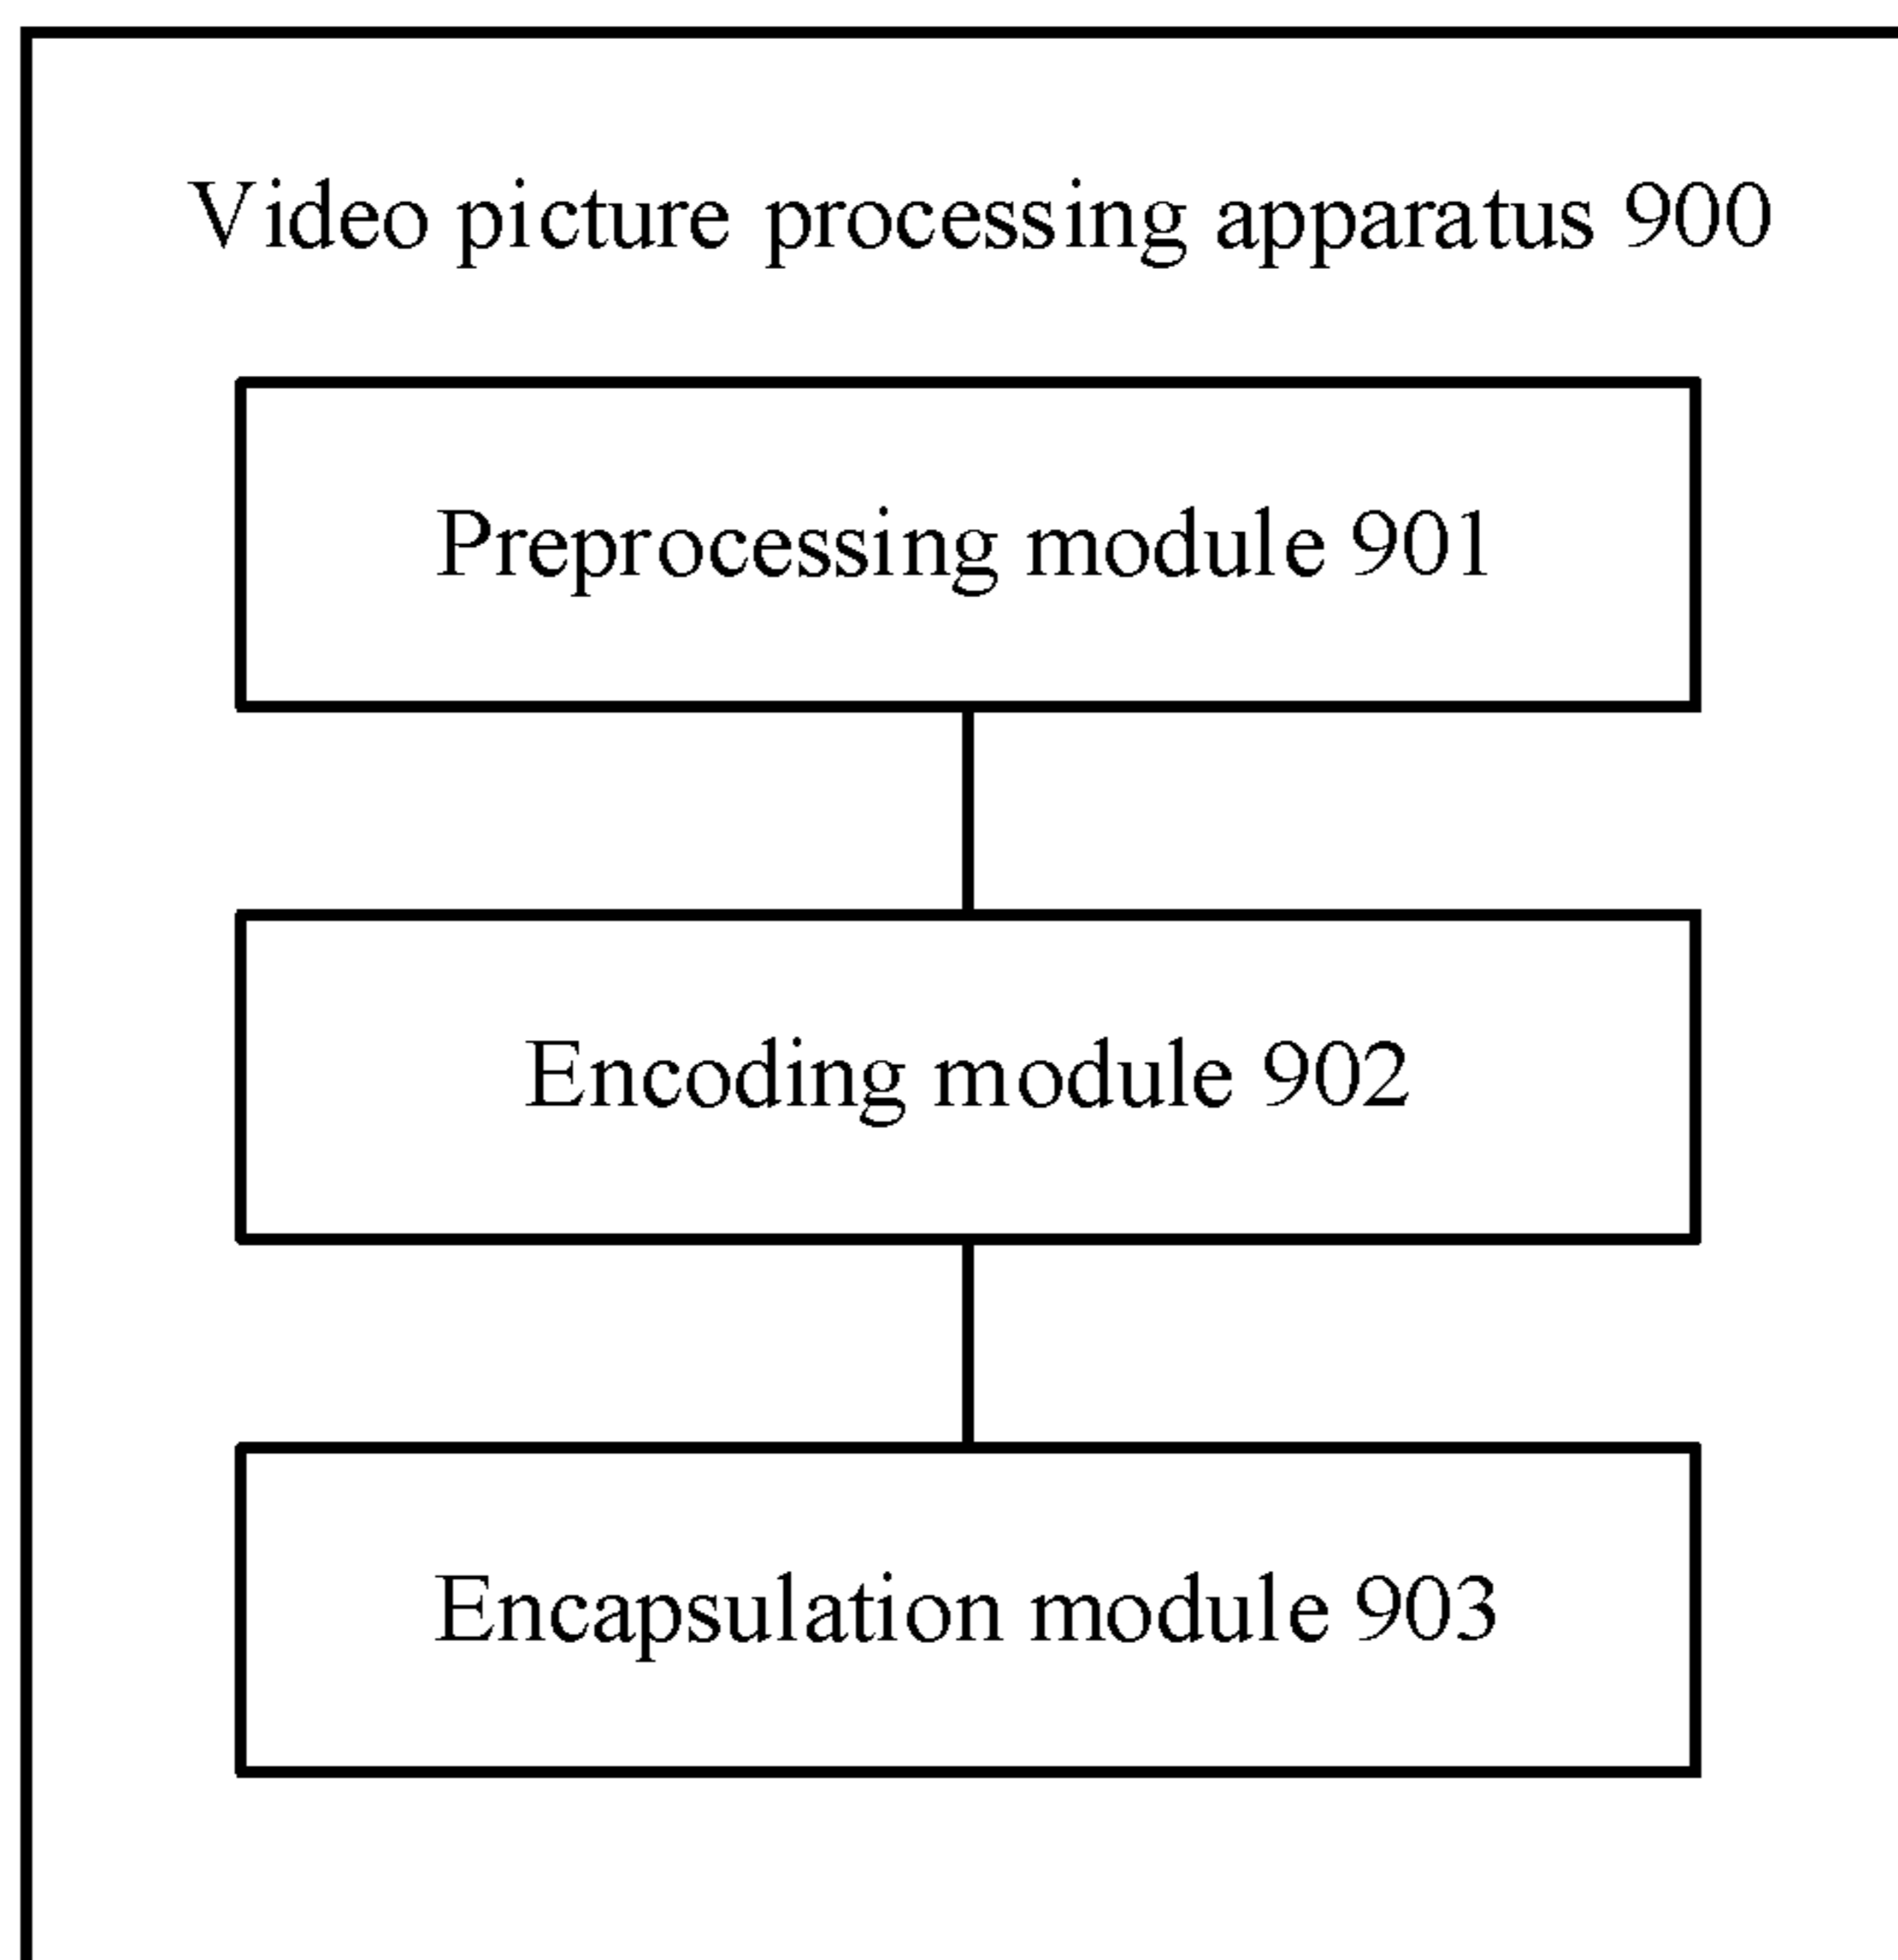 Video picture processing apparatus 900
Preprocessing module 901
Encoding module 902
Encapsulation module 903